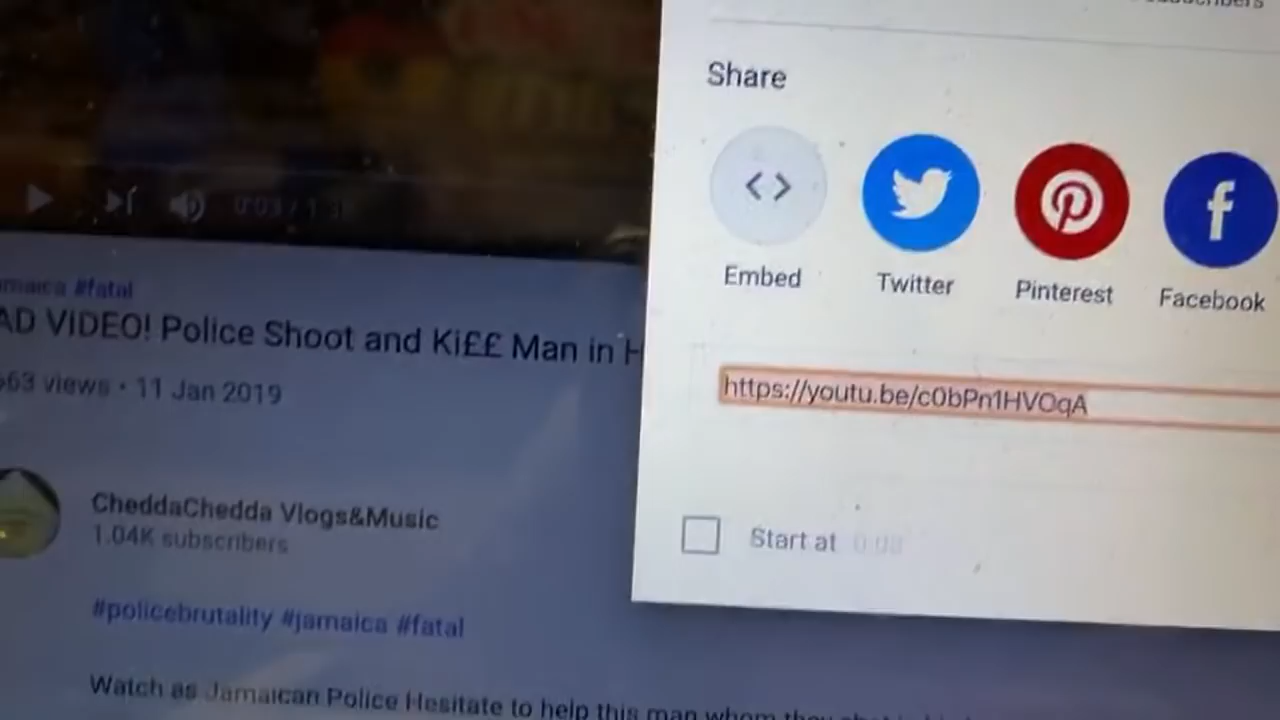 Share
Embed
Twitter
Pinterest
Facebook
https://youtu.be/c0bPn1HVOqA
Start at 0:03
#fatal
VIDEO! Police Shoot and Ki££ Man in
views • 11 Jan 2019
CheddaChedda Vlogs&Music
1.04K subscribers
#policebrutality #jamaica #fatal
Watch as Jamaican Police Hesitate to help this man whom they